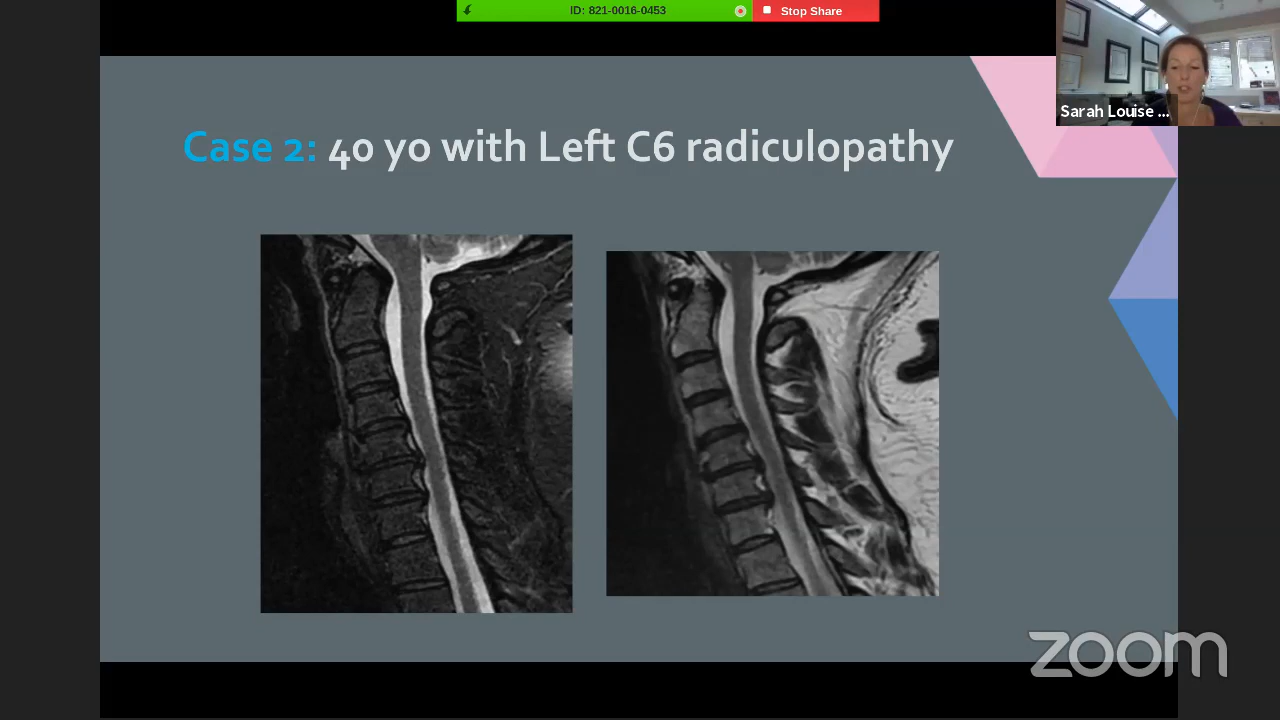 ID: 821-0016-0453
Stop Share
Sarah Louise ...
Case 2: 40 yo with Left C6 radiculopathy
zoom